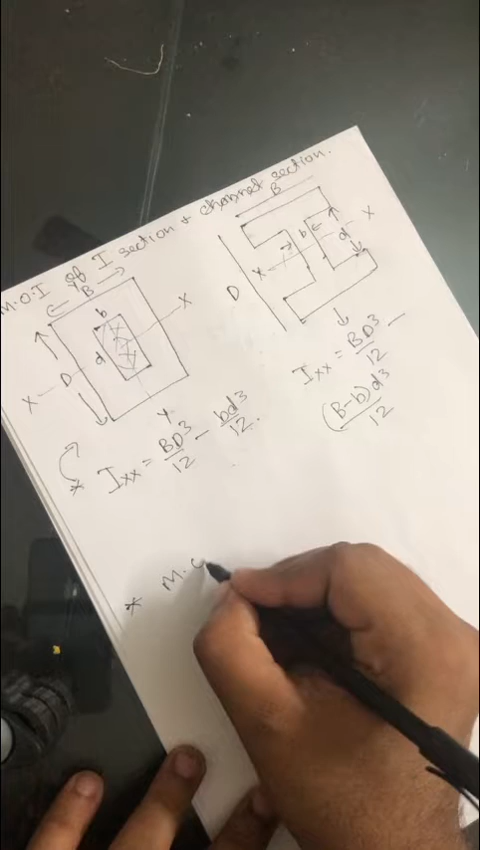 M.O.I of I section & channel section.
Y
B
b
d
D
X
X
Y
B
b
d
D
X
X
Ixx = BD³/12 - bd³/12.
Ixx = BD³/12 -
(B-b)d³/12
* M.O